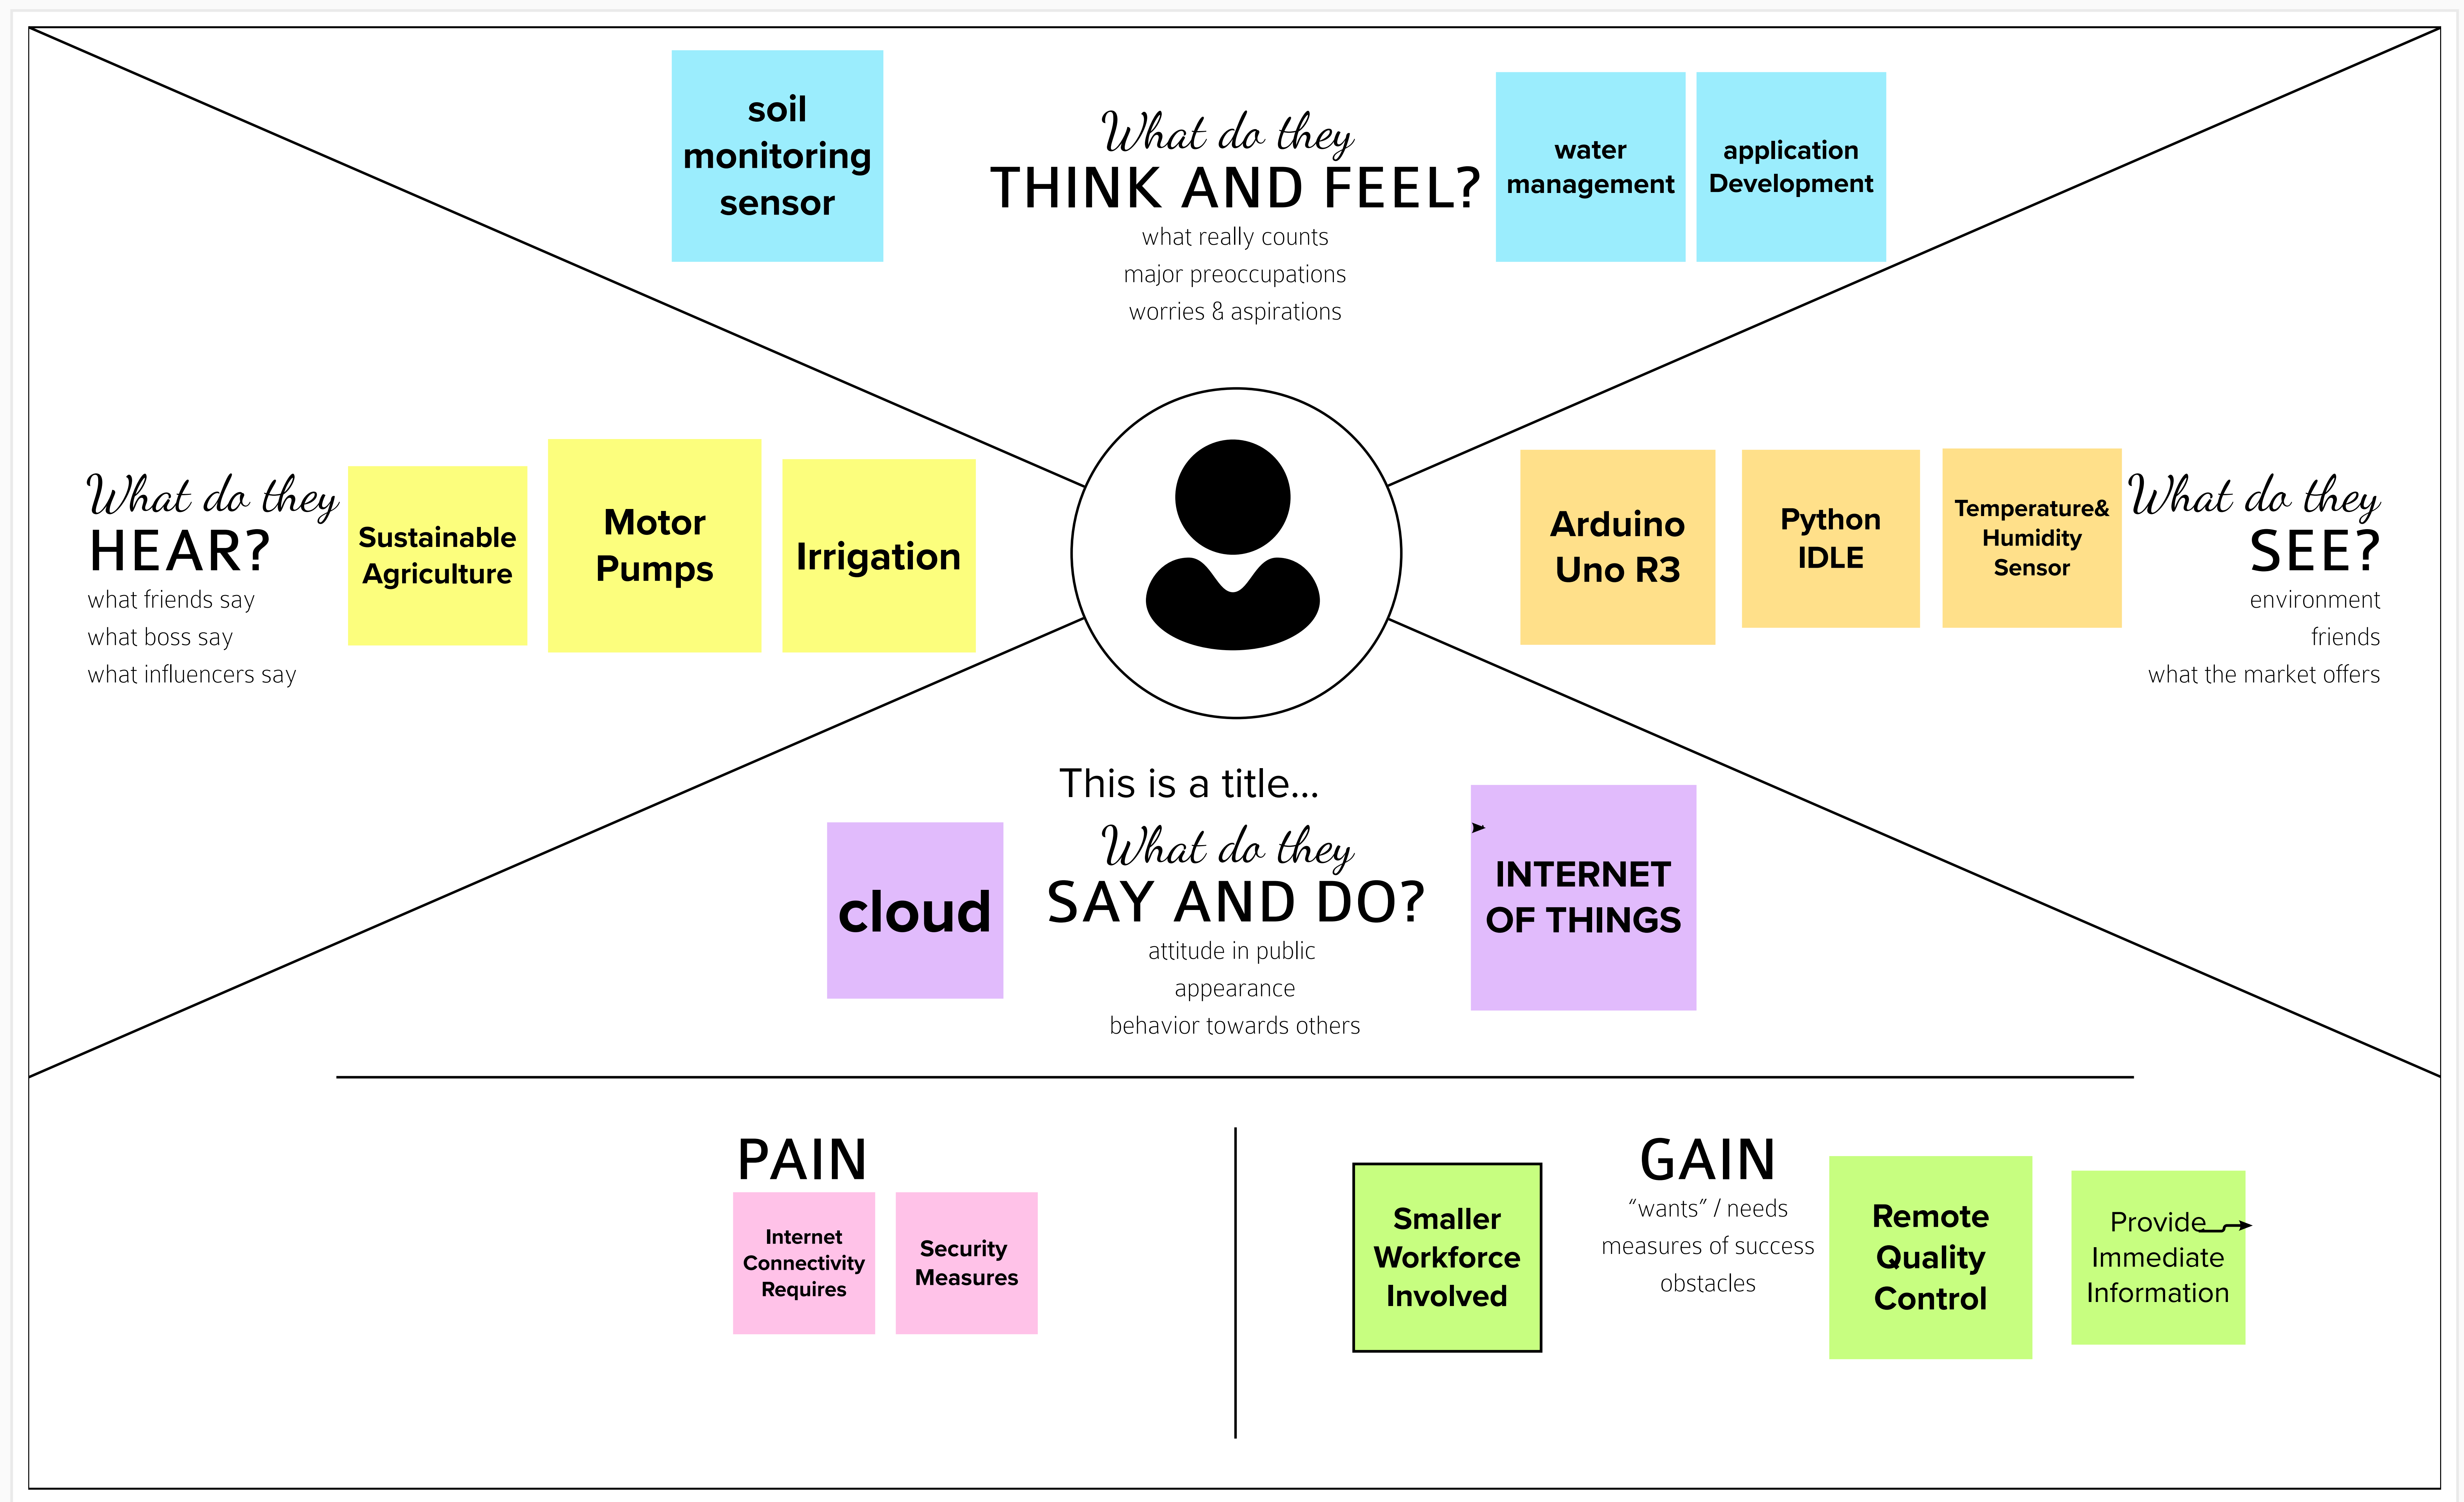 soil
monitoring
sensor
What do they
THINK AND FEEL?
what really counts
major preoccupations
worries & aspirations
water
management
application
Development
What do they
HEAR?
what friends say
what boss say
what influencers say
Sustainable
Agriculture
Motor
Pumps
Irrigation
Arduino
Uno R3
Python
IDLE
Temperature&
Humidity
Sensor
What do they
SEE?
environment
friends
what the market offers
This is a title...
cloud
What do they
SAY AND DO?
attitude in public
appearance
behavior towards others
INTERNET
OF THINGS
PAIN
Internet
Connectivity
Requires
Security
Measures
Smaller
Workforce
Involved
GAIN
“wants” / needs
measures of success
obstacles
Remote
Quality
Control
Provide
Immediate
Information